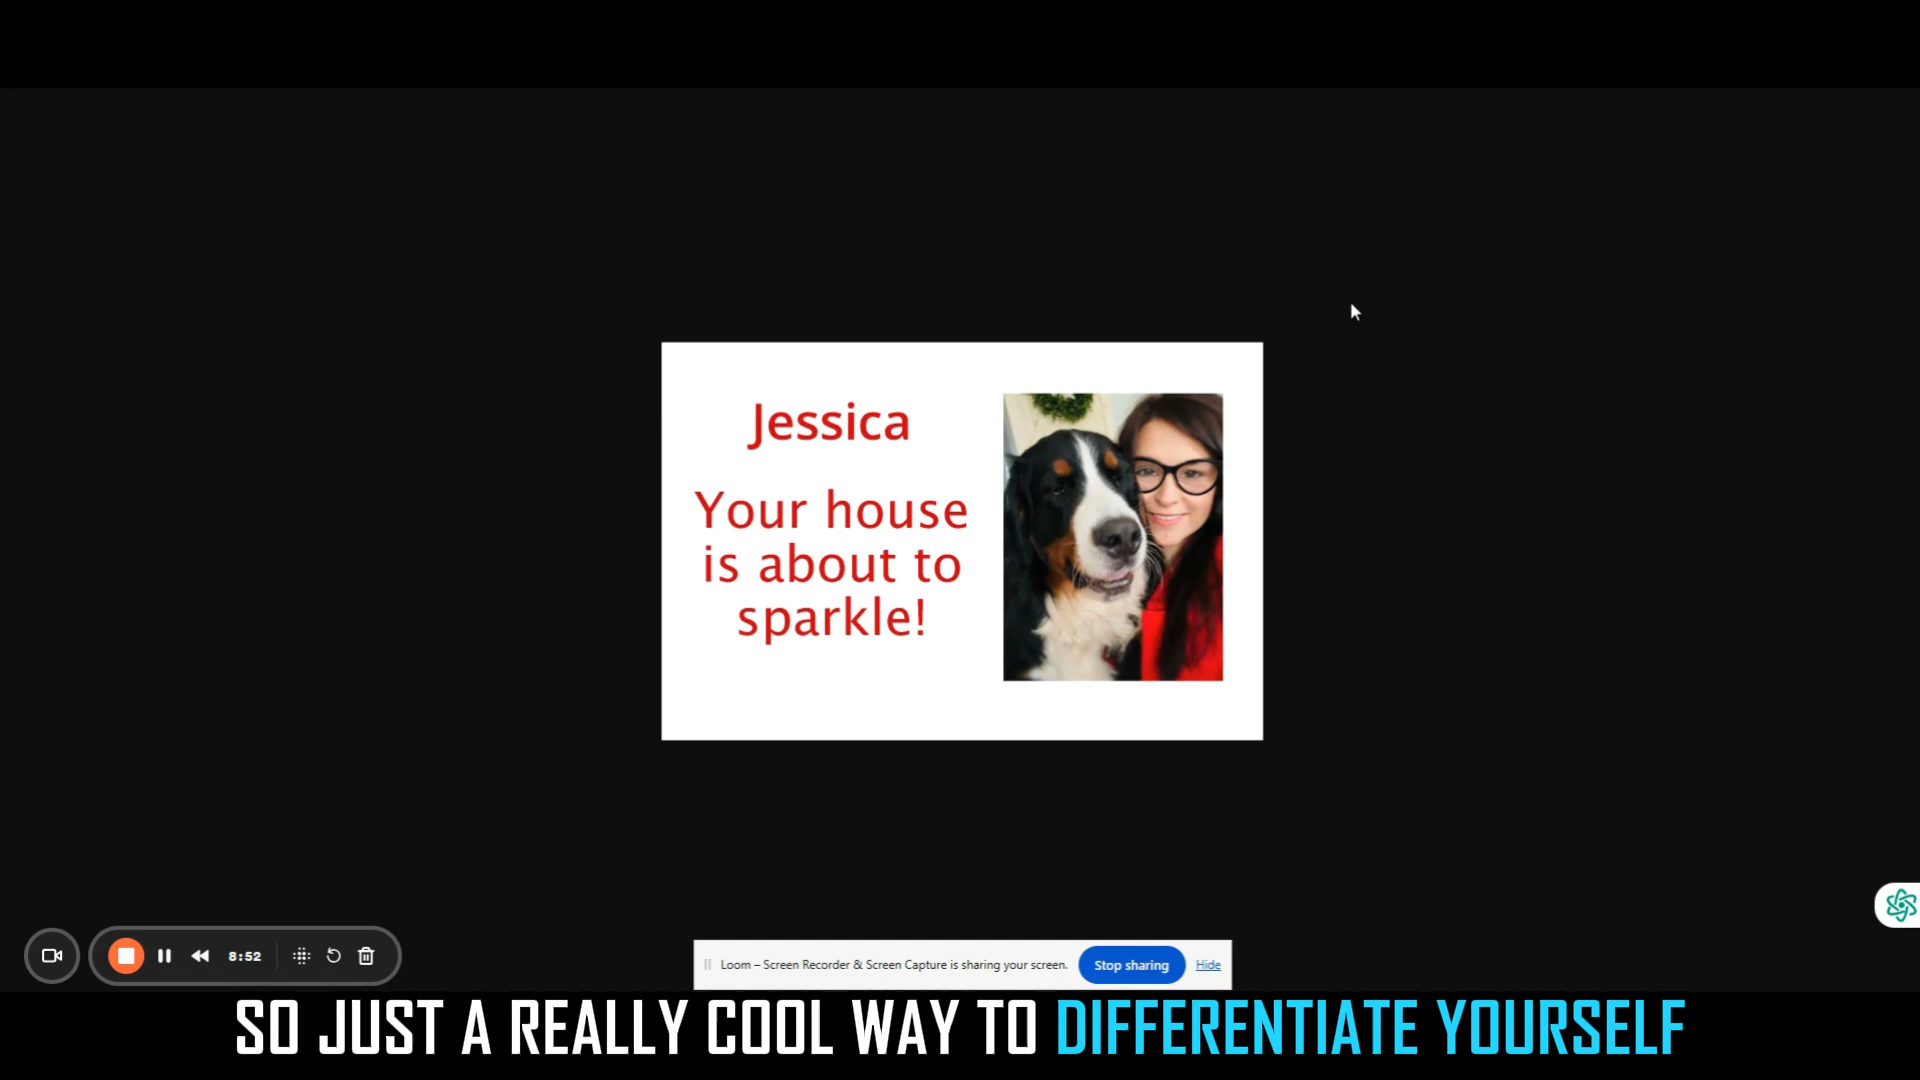 Jessica
Your house
is about to
sparkle!
8:52
Loom – Screen Recorder & Screen Capture is sharing your screen.
Stop sharing
Hide
SO JUST A REALLY COOL WAY TO DIFFERENTIATE YOURSELF